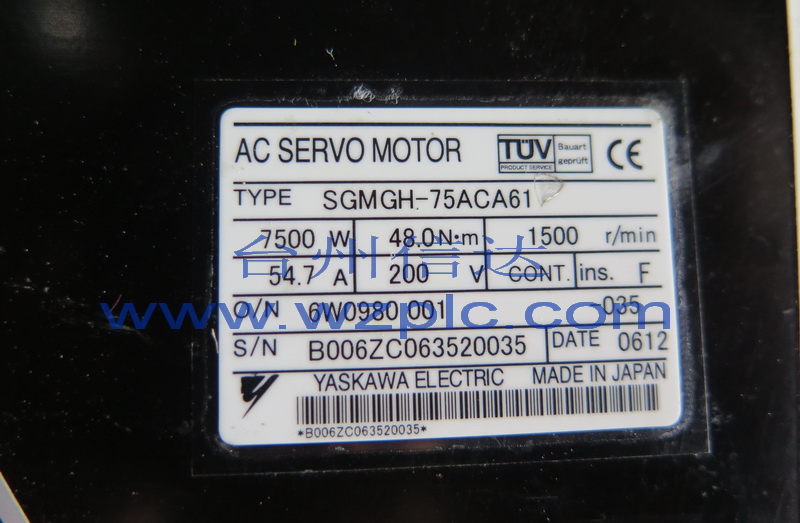 AC SERVO MOTOR TÜV PRODUCT SERVICE Bauart geprüft CE
TYPE SGMGH-75ACA61
7500 W 48.0N·m 1500 r/min
台州信达
54.7 A 200 V CONT. ins. F
O/N 6W0980 001 -035
www.wzplc.com
S/N B006ZC063520035 DATE 0612
YASKAWA ELECTRIC MADE IN JAPAN
*B006ZC063520035*